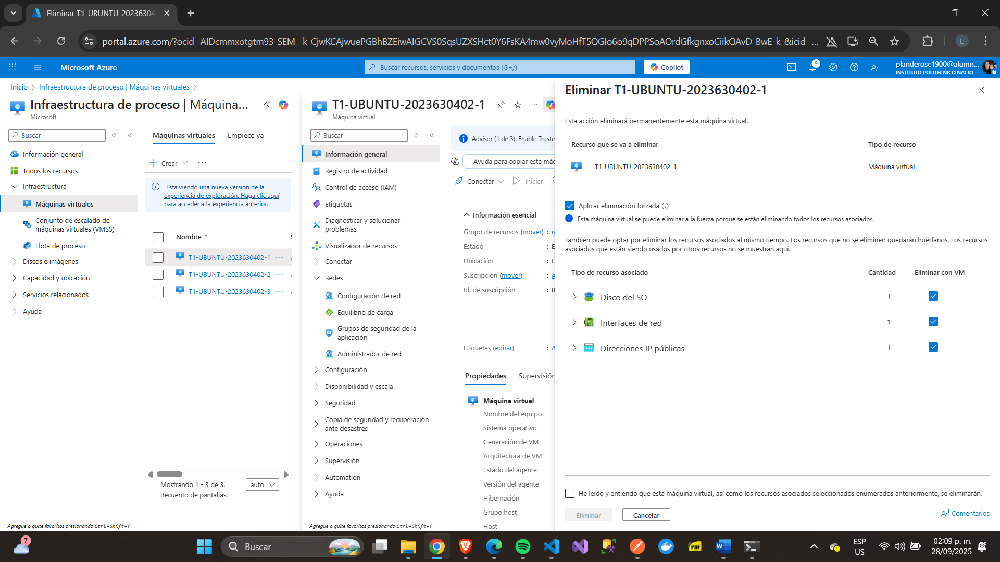 Eliminar T1-UBUNTU-2023630402
portal.azure.com/?ocid=AIDcmmxotgtm93_SEM__k_CjwKCAjwuePGBhBZEiwAIGCVS0SqsUZXSHct0Y6FsKA4mw0vyMoHfT5QGIo6o9qDPPSoAOrdGfkgnxoCiikQAvD_BwE_k_&icid=...
L
Microsoft Azure
Buscar recursos, servicios y documentos (G+/)
Copilot
9
planderosc1900@alumn...
INSTITUTO POLITECNICO NACIO...
Inicio
Infraestructura de proceso | Máquinas virtuales
Infraestructura de proceso | Máquina...
Microsoft
Buscar
Información general
Todos los recursos
Infraestructura
Máquinas virtuales
Conjunto de escalado de
máquinas virtuales (VMSS)
Flota de proceso
Discos e imágenes
Capacidad y ubicación
Servicios relacionados
Ayuda
Agregue o quite favoritos presionando Ctrl+Shift+F
Máquinas virtuales
Empiece ya
Crear
Está viendo una nueva versión de la
experiencia de exploración. Haga clic aquí
para acceder a la experiencia anterior.
Nombre ↑
T1-UBUNTU-2023630402-1
T1-UBUNTU-2023630402-2
T1-UBUNTU-2023630402-3
Mostrando 1 - 3 de 3.
Recuento de pantallas:
auto
T1-UBUNTU-2023630402-1
Máquina virtual
Buscar
Información general
Registro de actividad
Control de acceso (IAM)
Etiquetas
Diagnosticar y solucionar
problemas
Visualizador de recursos
Conectar
Redes
Configuración de red
Equilibrio de carga
Grupos de seguridad de la
aplicación
Administrador de red
Configuración
Disponibilidad y escala
Seguridad
Copia de seguridad y recuperación
ante desastres
Operaciones
Supervisión
Automation
Ayuda
Agregue o quite favoritos presionando Ctrl+Shift+F
Advisor (1 de 3): Enable Truste
Ayuda para copiar esta má
Conectar
Iniciar
Información esencial
Grupo de recursos (mover) :
Estado : E
Ubicación : E
Suscripción (mover) : A
Id. de suscripción : 8
Etiquetas (editar) : A
Propiedades
Supervisión
Máquina virtual
Nombre del equipo
Sistema operativo
Generación de VM
Arquitectura de VM
Estado del agente
Versión del agente
Hibernación
Grupo host
Host
Eliminar T1-UBUNTU-2023630402-1
Esta acción eliminará permanentemente esta máquina virtual.
Recurso que se va a eliminar Tipo de recurso
T1-UBUNTU-2023630402-1 Máquina virtual
Aplicar eliminación forzada
Esta máquina virtual se puede eliminar a la fuerza porque se están eliminando todos los recursos asociados.
También puede optar por eliminar los recursos asociados al mismo tiempo. Los recursos que no se eliminen quedarán huérfanos. Los recursos
asociados que están siendo usados por otros recursos no se muestran aquí.
Tipo de recurso asociado Cantidad Eliminar con VM
Disco del SO 1
Interfaces de red 1
Direcciones IP públicas 1
He leído y entiendo que esta máquina virtual, así como los recursos asociados seleccionados enumerados anteriormente, se eliminarán.
Eliminar
Cancelar
Comentarios
7
Buscar
PDF
ESP
US
02:09 p. m.
28/09/2025